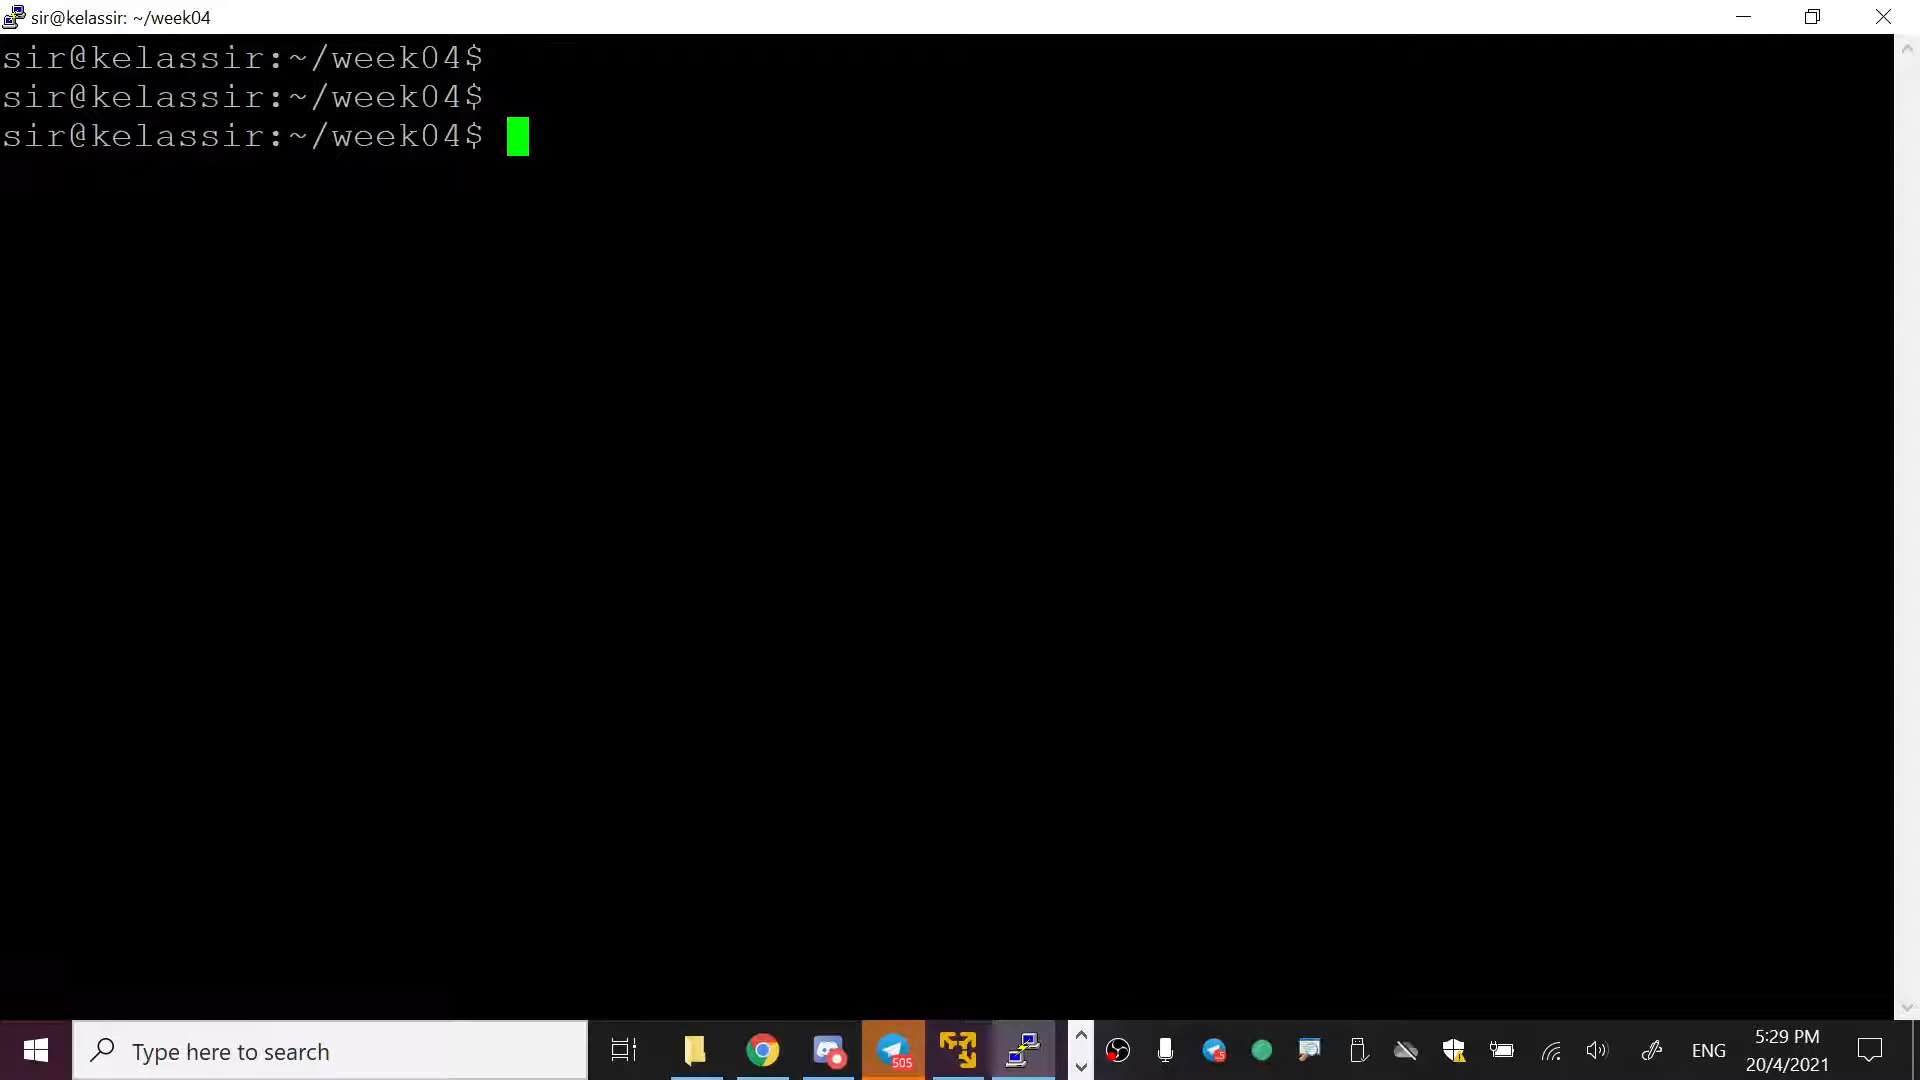 sir@kelassir: ~/week04
sir@kelassir:~/week04$
sir@kelassir:~/week04$
sir@kelassir:~/week04$
Type here to search
505
5
ENG
5:29 PM
20/4/2021